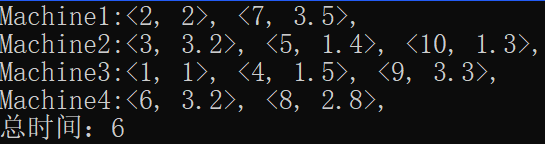 Machine1:<2, 2>, <7, 3.5>,
Machine2:<3, 3.2>, <5, 1.4>, <10, 1.3>,
Machine3:<1, 1>, <4, 1.5>, <9, 3.3>,
Machine4:<6, 3.2>, <8, 2.8>,
总时间：6